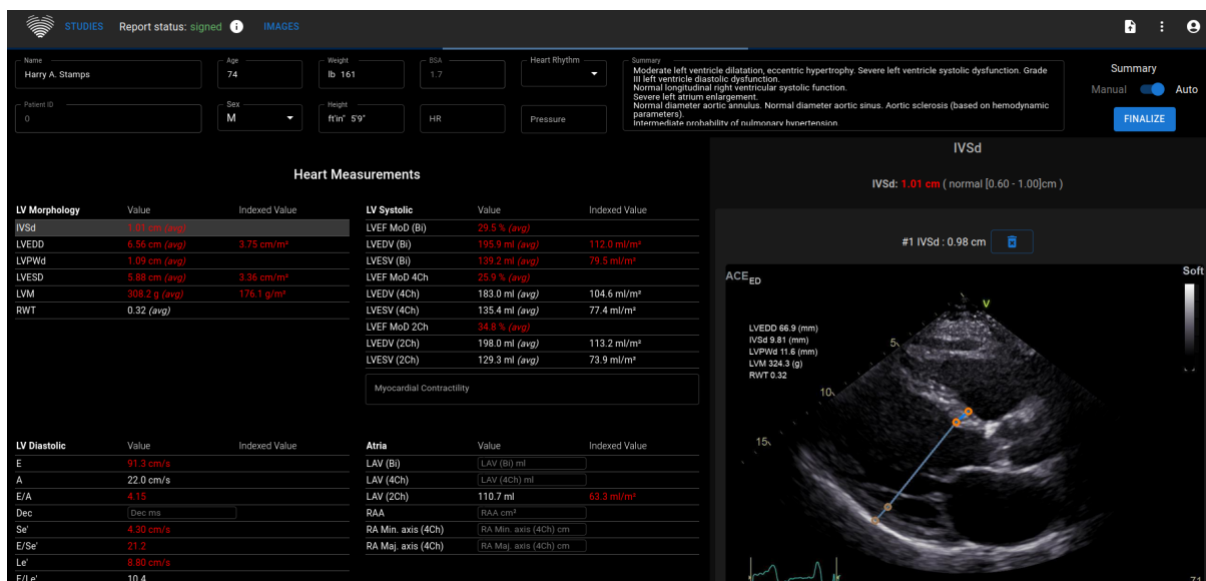 STUDIES Report status: signed i IMAGES
Name
Harry A. Stamps
Age
74
Weight
lb 161
BSA
1.7
Heart Rhythm
Patient ID
0
Sex
M
Height
ft'in" 5'9"
HR
Pressure
Summary
Moderate left ventricle dilatation, eccentric hypertrophy. Severe left ventricle systolic dysfunction. Grade
III left ventricle diastolic dysfunction.
Normal longitudinal right ventricular systolic function.
Severe left atrium enlargement.
Normal diameter aortic annulus. Normal diameter aortic sinus. Aortic sclerosis (based on hemodynamic
parameters).
Intermediate probability of pulmonary hypertension
Summary
Manual Auto
FINALIZE
Heart Measurements
LV Morphology Value Indexed Value
IVSd 1.01 cm (avg)
LVEDD 6.56 cm (avg) 3.75 cm/m²
LVPWd 1.09 cm (avg)
LVESD 5.88 cm (avg) 3.36 cm/m²
LVM 308.2 g (avg) 176.1 g/m²
RWT 0.32 (avg)
LV Systolic Value Indexed Value
LVEF MoD (Bi) 29.5 % (avg)
LVEDV (Bi) 195.9 ml (avg) 112.0 ml/m²
LVESV (Bi) 139.2 ml (avg) 79.5 ml/m²
LVEF MoD 4Ch 25.9 % (avg)
LVEDV (4Ch) 183.0 ml (avg) 104.6 ml/m²
LVESV (4Ch) 135.4 ml (avg) 77.4 ml/m²
LVEF MoD 2Ch 34.8 % (avg)
LVEDV (2Ch) 198.0 ml (avg) 113.2 ml/m²
LVESV (2Ch) 129.3 ml (avg) 73.9 ml/m²
Myocardial Contractility
LV Diastolic Value Indexed Value
E 91.3 cm/s
A 22.0 cm/s
E/A 4.15
Dec Dec ms
Se' 4.30 cm/s
E/Se' 21.2
Le' 8.80 cm/s
E/Le' 10.4
Atria Value Indexed Value
LAV (Bi) LAV (Bi) ml
LAV (4Ch) LAV (4Ch) ml
LAV (2Ch) 110.7 ml 63.3 ml/m²
RAA RAA cm²
RA Min. axis (4Ch) RA Min. axis (4Ch) cm
RA Maj. axis (4Ch) RA Maj. axis (4Ch) cm
IVSd
IVSd: 1.01 cm ( normal [0.60 - 1.00]cm )
#1 IVSd : 0.98 cm
ACE ED
Soft
V
LVEDD 66.9 (mm)
IVSd 9.81 (mm)
LVPWd 11.6 (mm)
LVM 324.3 (g)
RWT 0.32
5
10
15
71